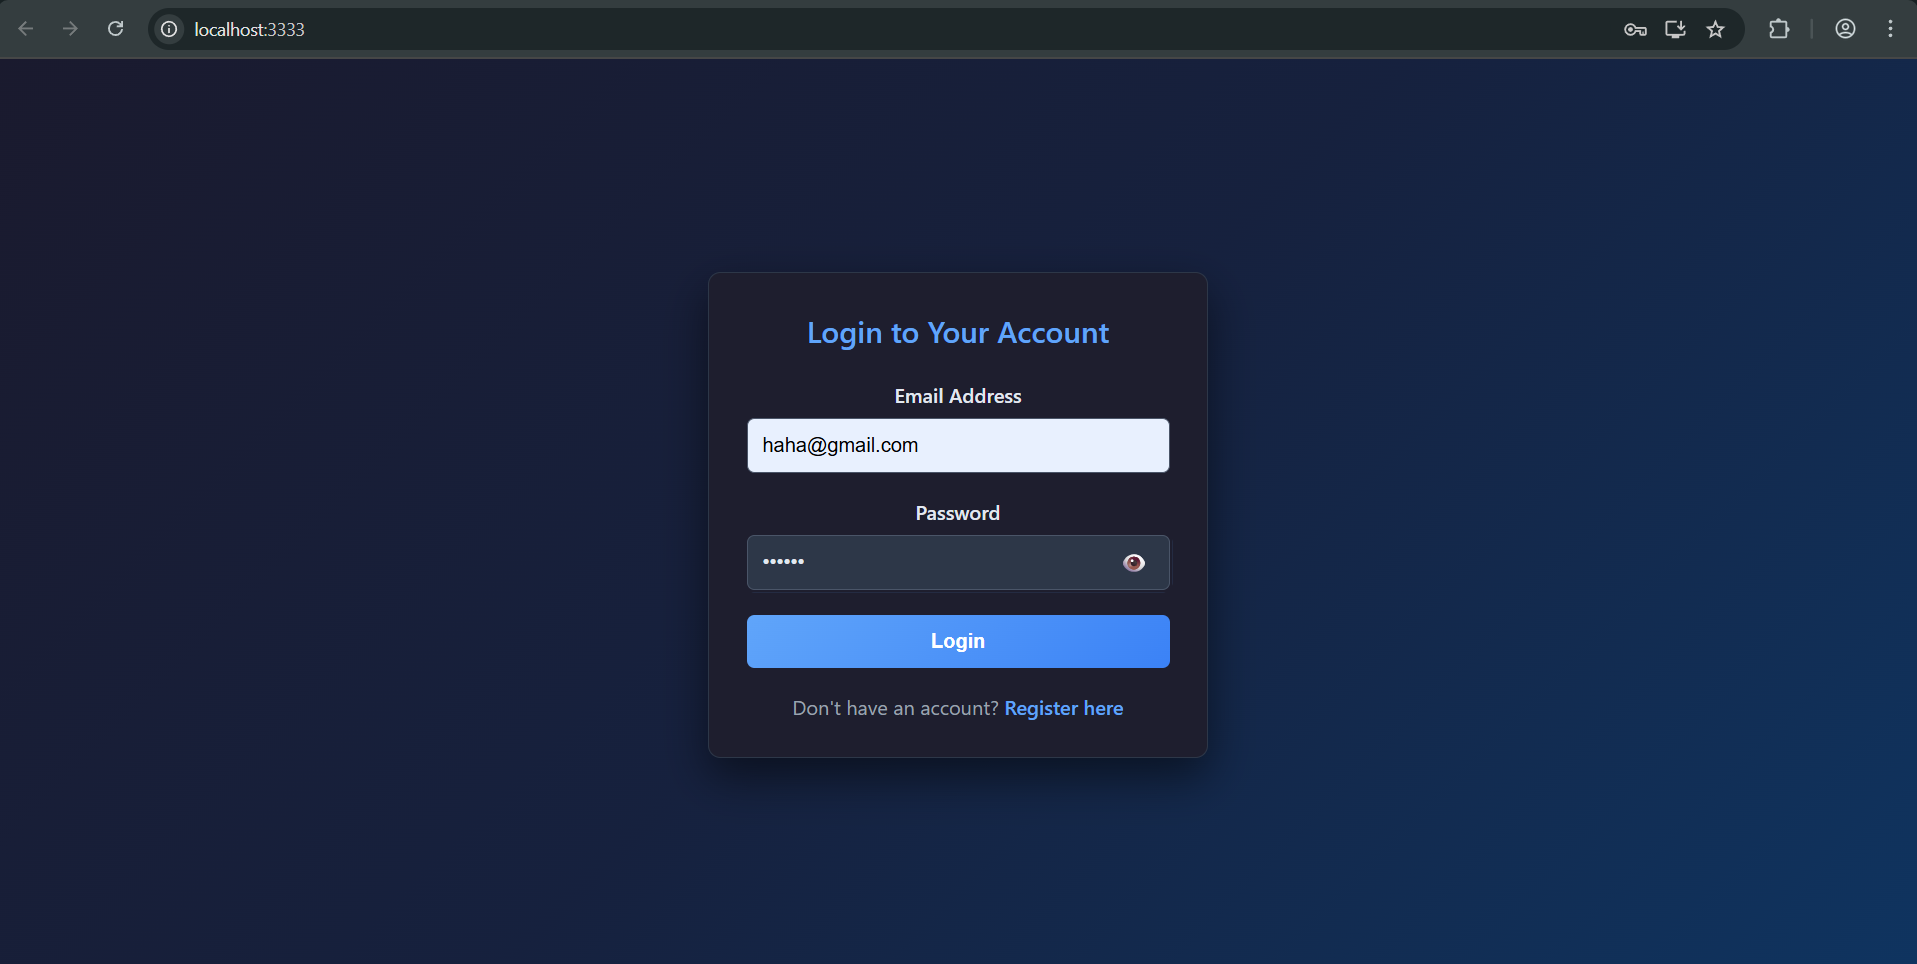 localhost:3333
Login to Your Account
Email Address
haha@gmail.com
Password
••••••
Login
Don't have an account? Register here